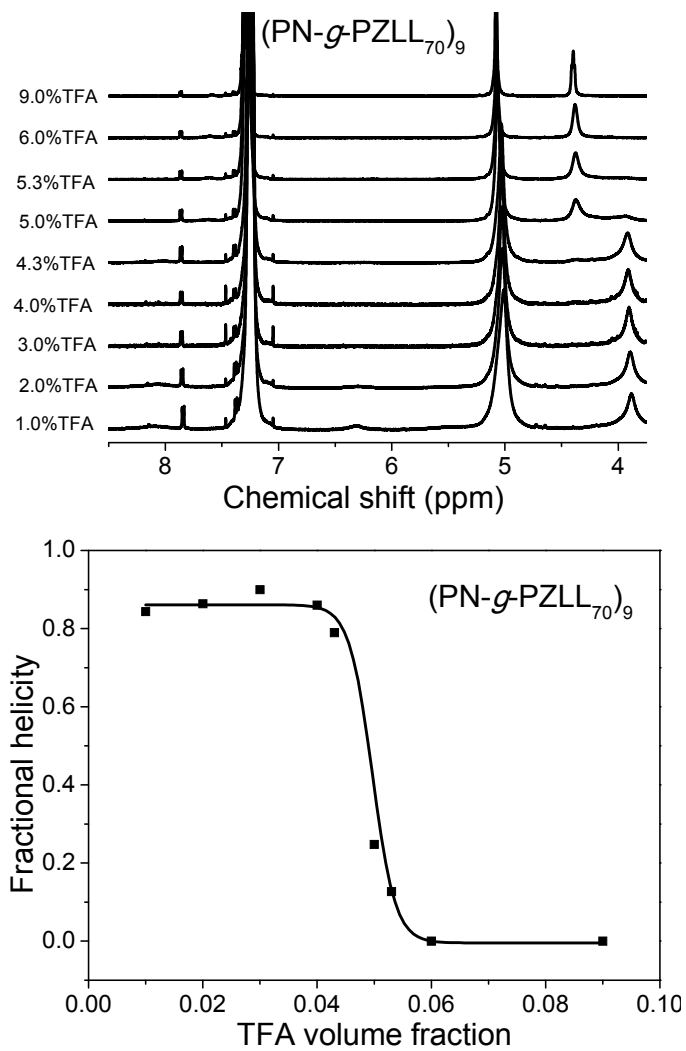 (PN-g-PZLL70)9
9.0%TFA
6.0%TFA
5.3%TFA
5.0%TFA
4.3%TFA
4.0%TFA
3.0%TFA
2.0%TFA
1.0%TFA
8 7 6 5 4
Chemical shift (ppm)
(PN-g-PZLL70)9
Fractional helicity
1.0
0.8
0.6
0.4
0.2
0.0
0.00 0.02 0.04 0.06 0.08 0.10
TFA volume fraction